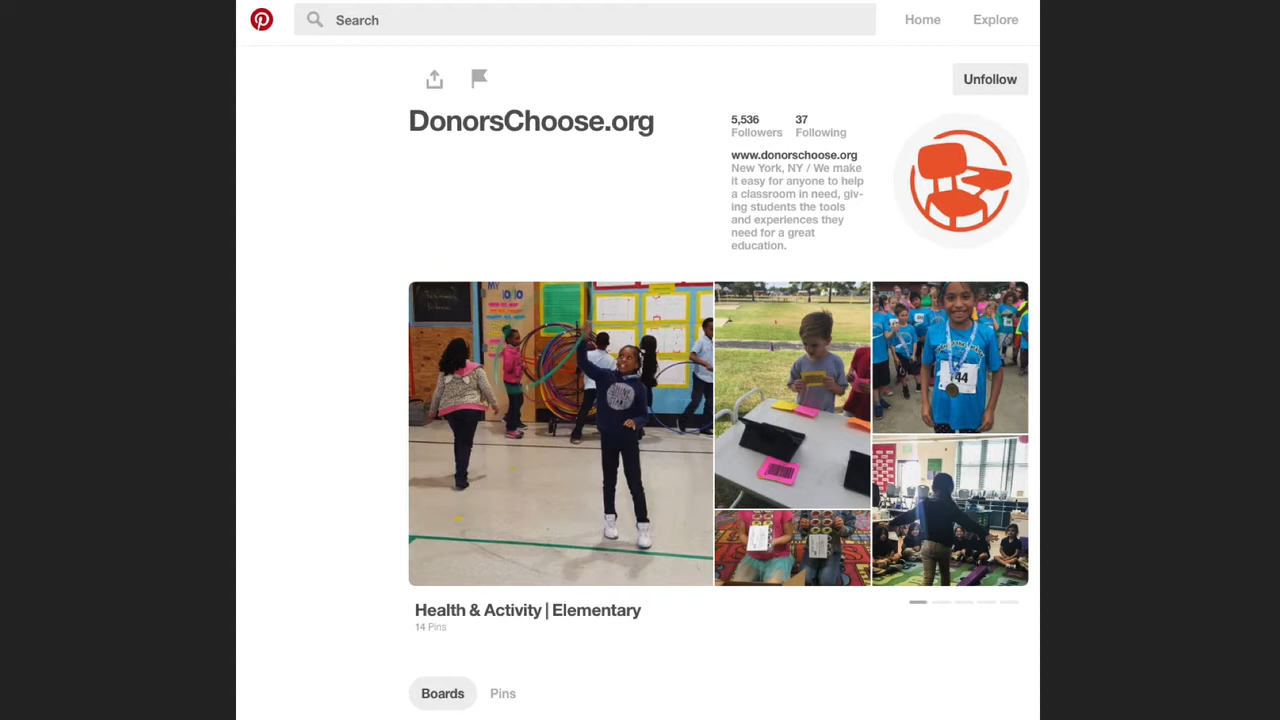 Search
Home
Explore
Unfollow
DonorsChoose.org
5,536
Followers
37
Following
www.donorschoose.org
New York, NY / We make
it easy for anyone to help
a classroom in need, giv-
ing students the tools
and experiences they
need for a great
education.
MY
44
Health & Activity | Elementary
14 Pins
Boards
Pins